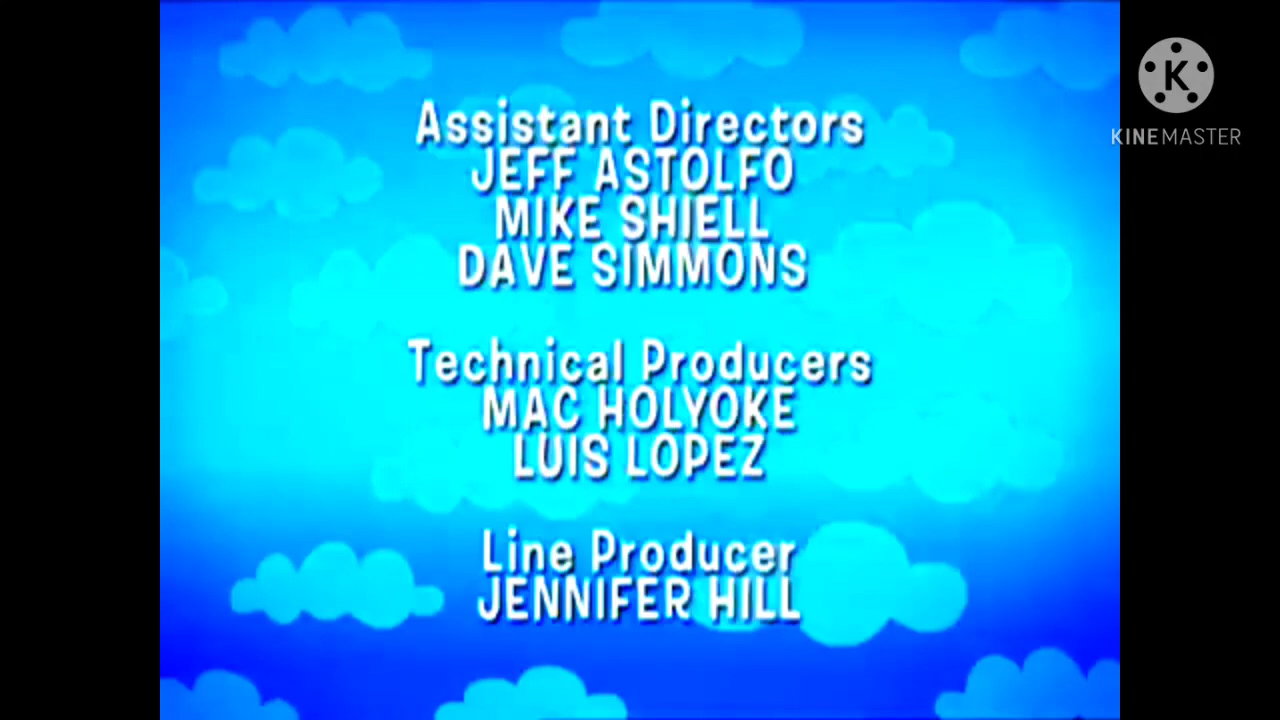 Assistant Directors
JEFF ASTOLFO
MIKE SHIELL
DAVE SIMMONS
Technical Producers
MAC HOLYOKE
LUIS LOPEZ
Line Producer
JENNIFER HILL
K
KINEMASTER